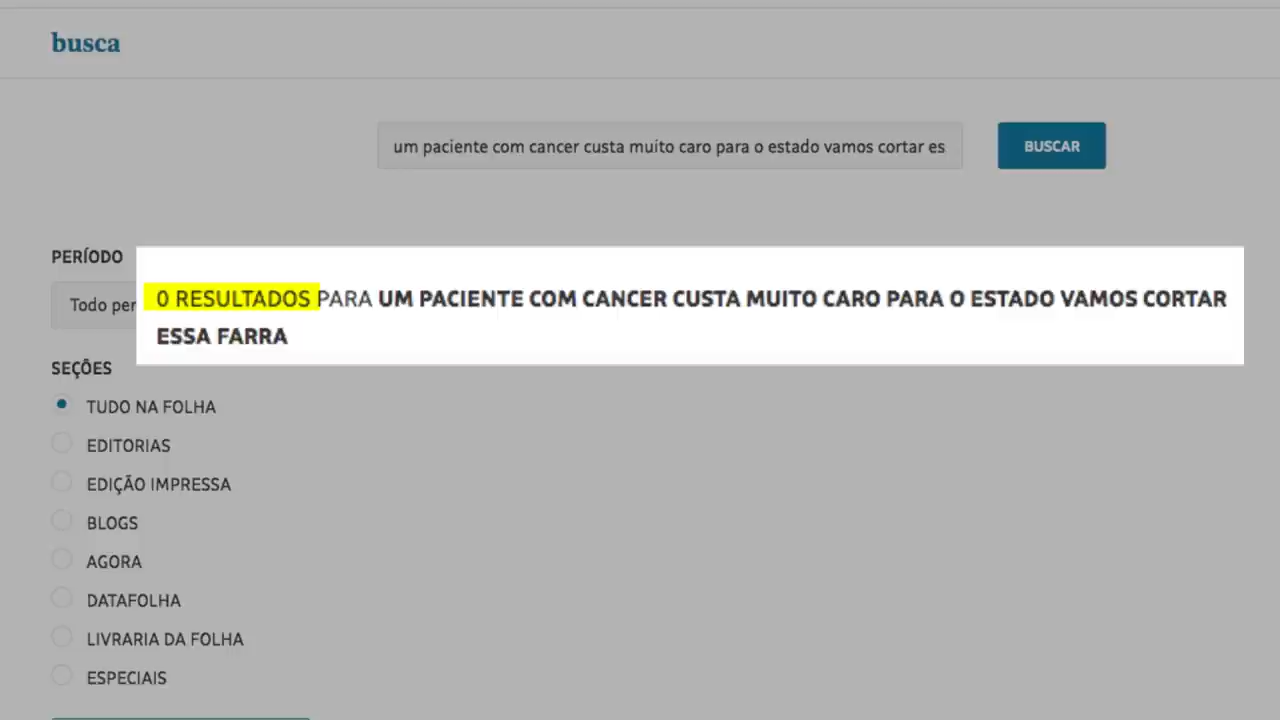 busca
um paciente com cancer custa muito caro para o estado vamos cortar es
BUSCAR
PERÍODO
Todo per
0 RESULTADOS PARA UM PACIENTE COM CANCER CUSTA MUITO CARO PARA O ESTADO VAMOS CORTAR
ESSA FARRA
SEÇÕES
TUDO NA FOLHA
EDITORIAS
EDIÇÃO IMPRESSA
BLOGS
AGORA
DATAFOLHA
LIVRARIA DA FOLHA
ESPECIAIS